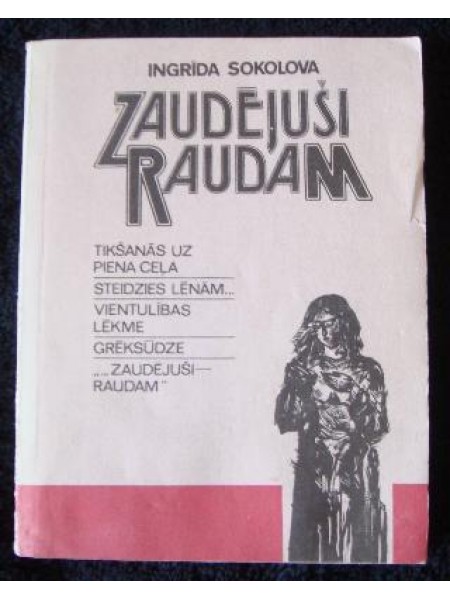 INGRĪDA SOKOLOVA
ZAUDĒJUŠI
RAUDAM
TIKŠANĀS UZ
PIENA CEĻA
STEIDZIES LĒNĀM...
VIENTULĪBAS
LĒKME
GRĒKSŪDZE
„...ZAUDĒJUŠI—
RAUDAM"